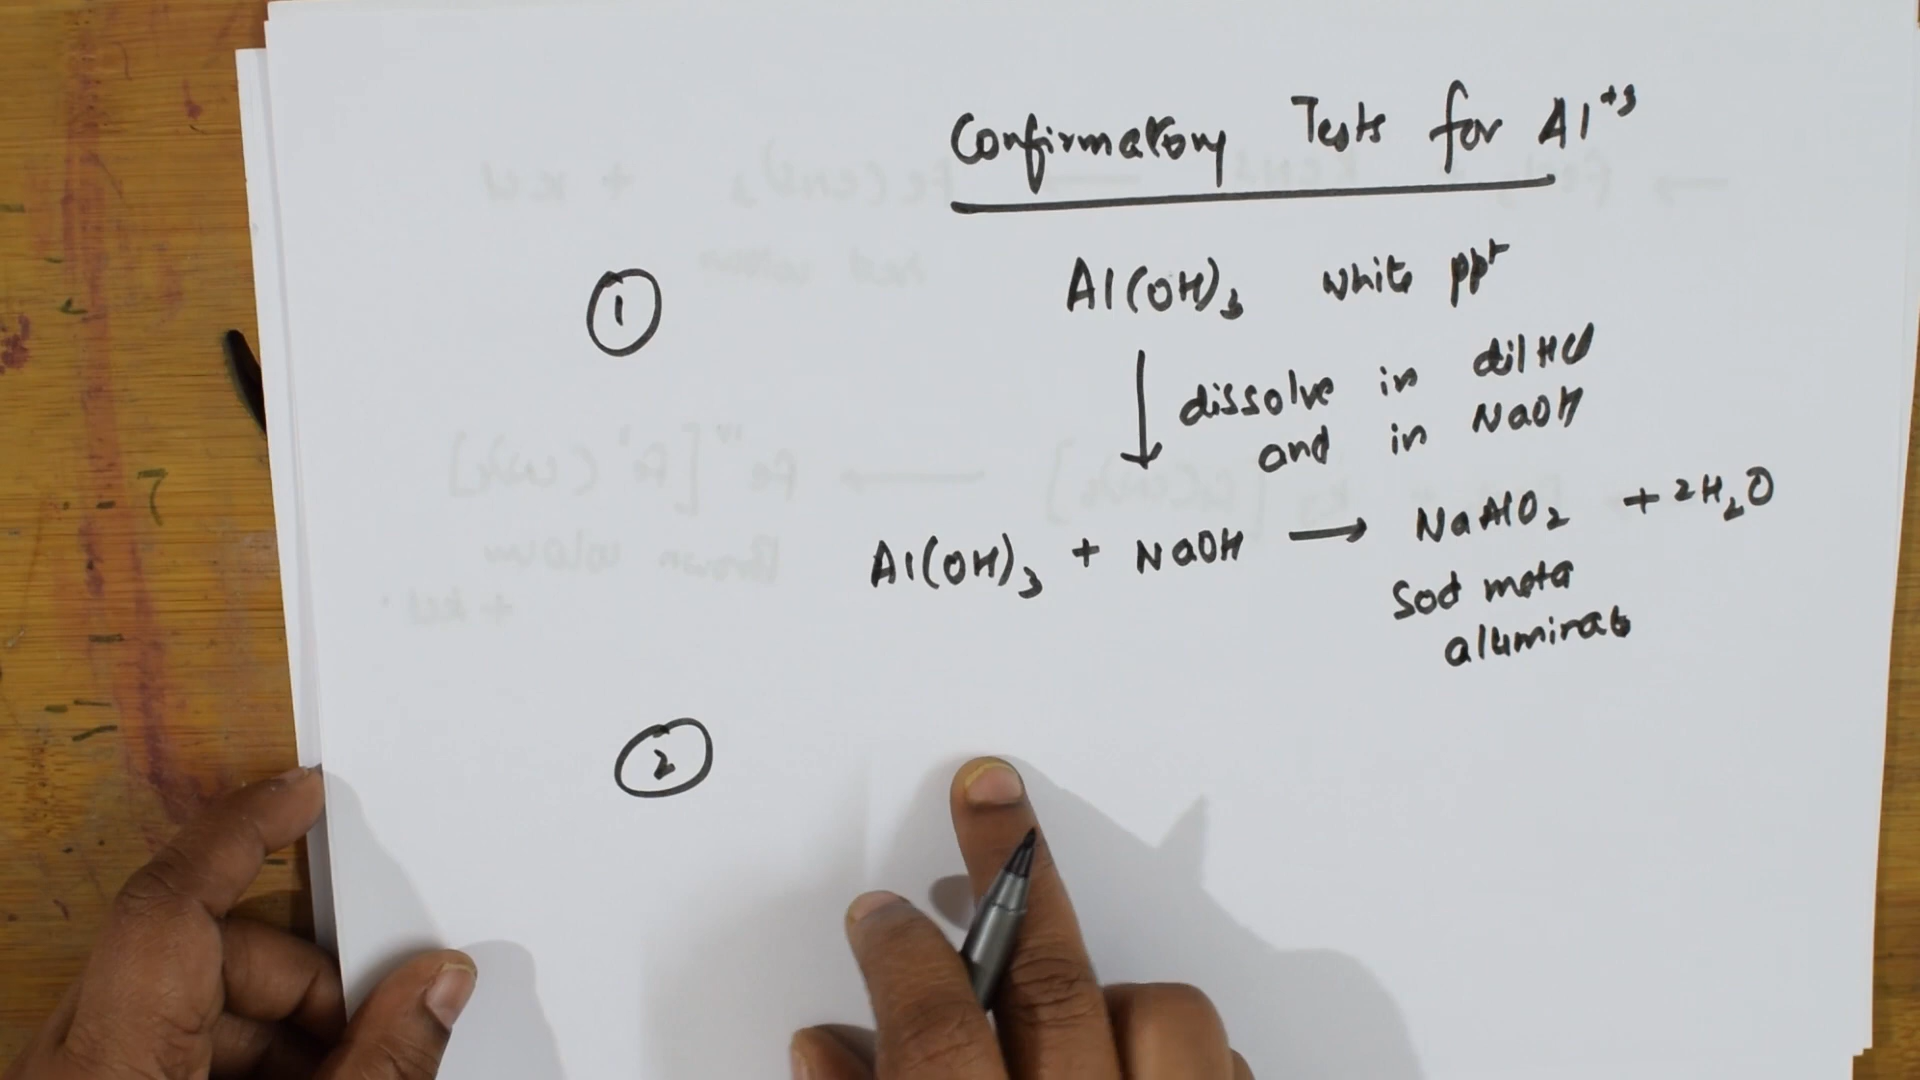 Confirmatory Tests for Al+3
1
Al(OH)3 white ppt
dissolve in dil HCl
and in NaOH
Al(OH)3 + NaOH → NaAlO2 + 2H2O
Sod meta
aluminate
2